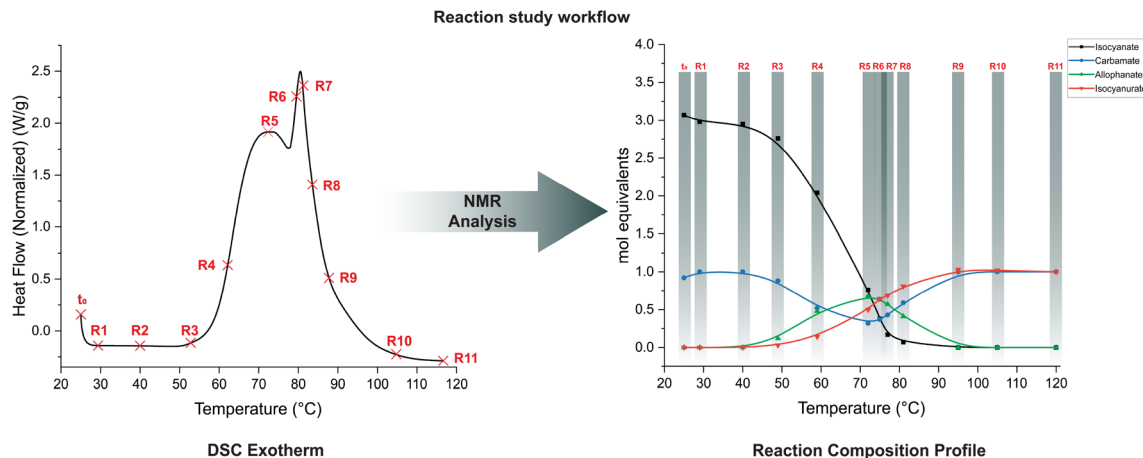 Reaction study workflow
Heat Flow (Normalized) (W/g)
2.5
2.0
1.5
1.0
0.5
0.0
t₀
R1
R2
R3
R4
R5
R6
R7
R8
R9
R10
R11
20 30 40 50 60 70 80 90 100 110 120
Temperature (°C)
DSC Exotherm
NMR
Analysis
mol equivalents
4.0
3.5
3.0
2.5
2.0
1.5
1.0
0.5
0.0
t₀ R1 R2 R3 R4 R5 R6 R7 R8 R9 R10 R11
Isocyanate
Carbamate
Allophanate
Isocyanurate
20 30 40 50 60 70 80 90 100 110 120
Temperature (°C)
Reaction Composition Profile